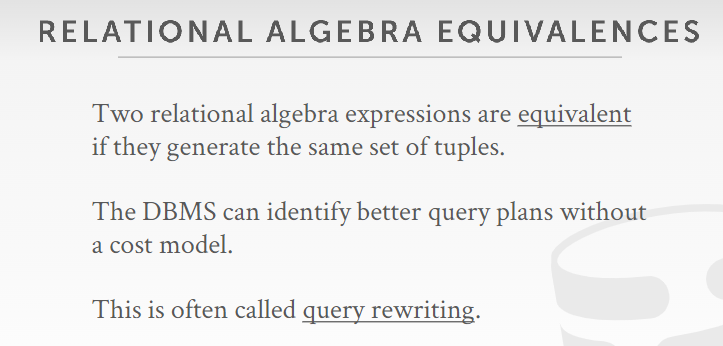 RELATIONAL ALGEBRA EQUIVALENCES
Two relational algebra expressions are equivalent
if they generate the same set of tuples.
The DBMS can identify better query plans without
a cost model.
This is often called query rewriting.